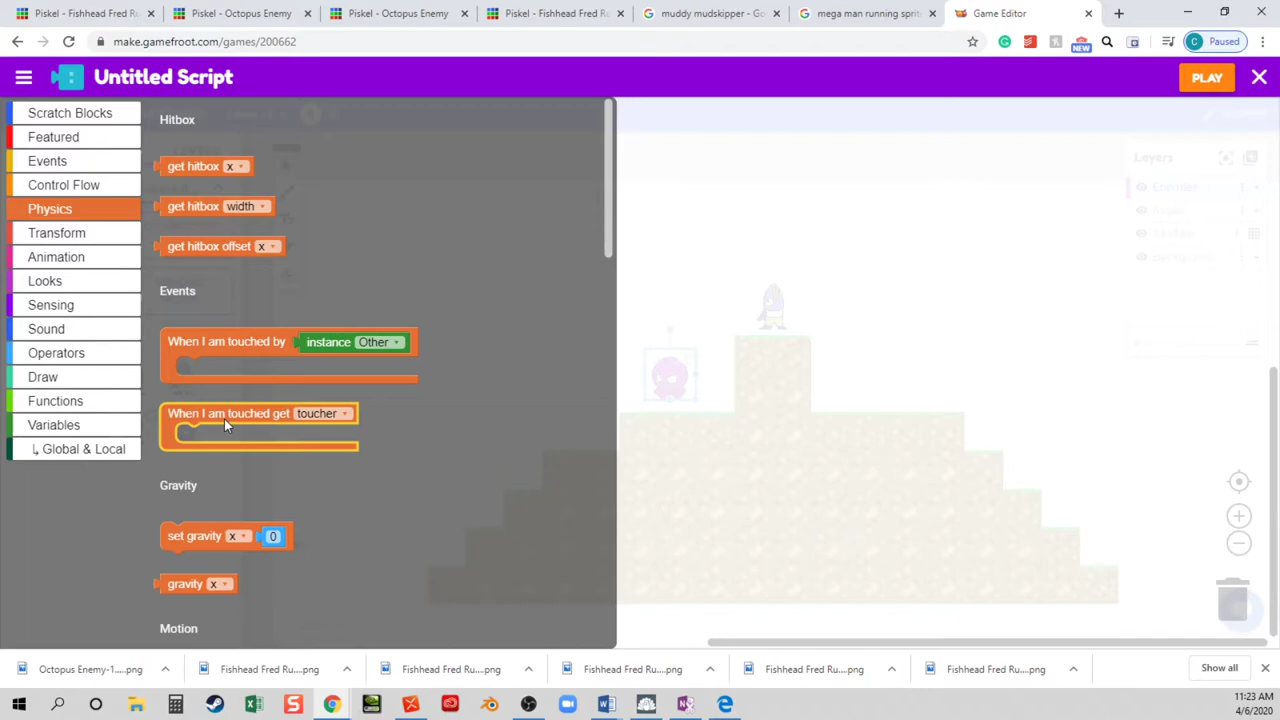 Piskel - Fishhead Fred Ru
Piskel - Octopus Enemy
Piskel - Octopus Enemy
Piskel - Fishhead Fred Ru
muddy mudskipper - Go
mega man running sprit
Game Editor
make.gamefroot.com/games/200662
NEW
C Paused
Untitled Script
PLAY
Scratch Blocks
Featured
Events
Control Flow
Physics
Transform
Animation
Looks
Sensing
Sound
Operators
Draw
Functions
Variables
↳ Global & Local
Hitbox
get hitbox x
get hitbox width
get hitbox offset x
Events
When I am touched by instance Other
When I am touched get toucher
Gravity
set gravity x 0
gravity x
Motion
Layers
Octopus Enemy-1....png
Fishhead Fred Ru....png
Fishhead Fred Ru....png
Fishhead Fred Ru....png
Fishhead Fred Ru....png
Fishhead Fred Ru....png
Show all
11:23 AM
4/6/2020